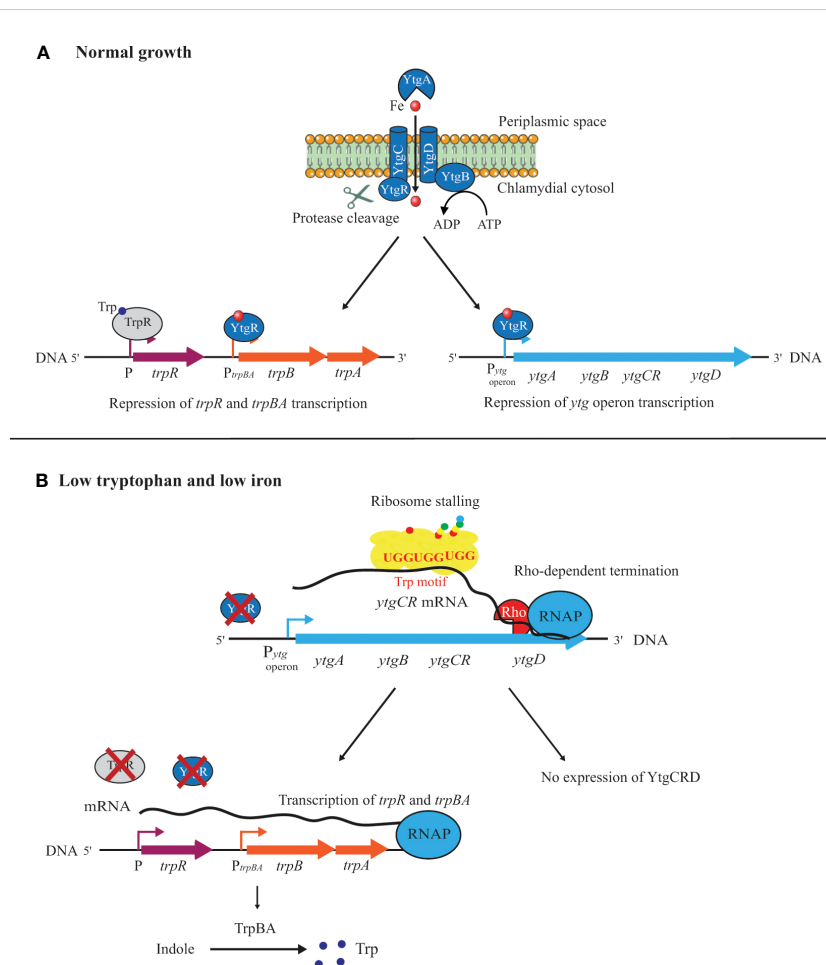 A Normal growth
YtgA
Fe
Periplasmic space
YtgC
YtgD
YtgB
YtgR
Chlamydial cytosol
Protease cleavage
ADP
ATP
Trp
TrpR
YtgR
YtgR
DNA 5'
3'
5'
3' DNA
P
trpR
PtrpBA
trpB
trpA
Pytg
operon
ytgA
ytgB
ytgCR
ytgD
Repression of trpR and trpBA transcription
Repression of ytg operon transcription
B Low tryptophan and low iron
Ribosome stalling
UGGUGGUGG
Trp motif
ytgCR mRNA
Rho-dependent termination
YtgR
Rho
RNAP
5'
3' DNA
Pytg
operon
ytgA
ytgB
ytgCR
ytgD
TrpR
YtgR
No expression of YtgCRD
mRNA
Transcription of trpR and trpBA
RNAP
DNA 5'
P
trpR
PtrpBA
trpB
trpA
TrpBA
Indole
Trp